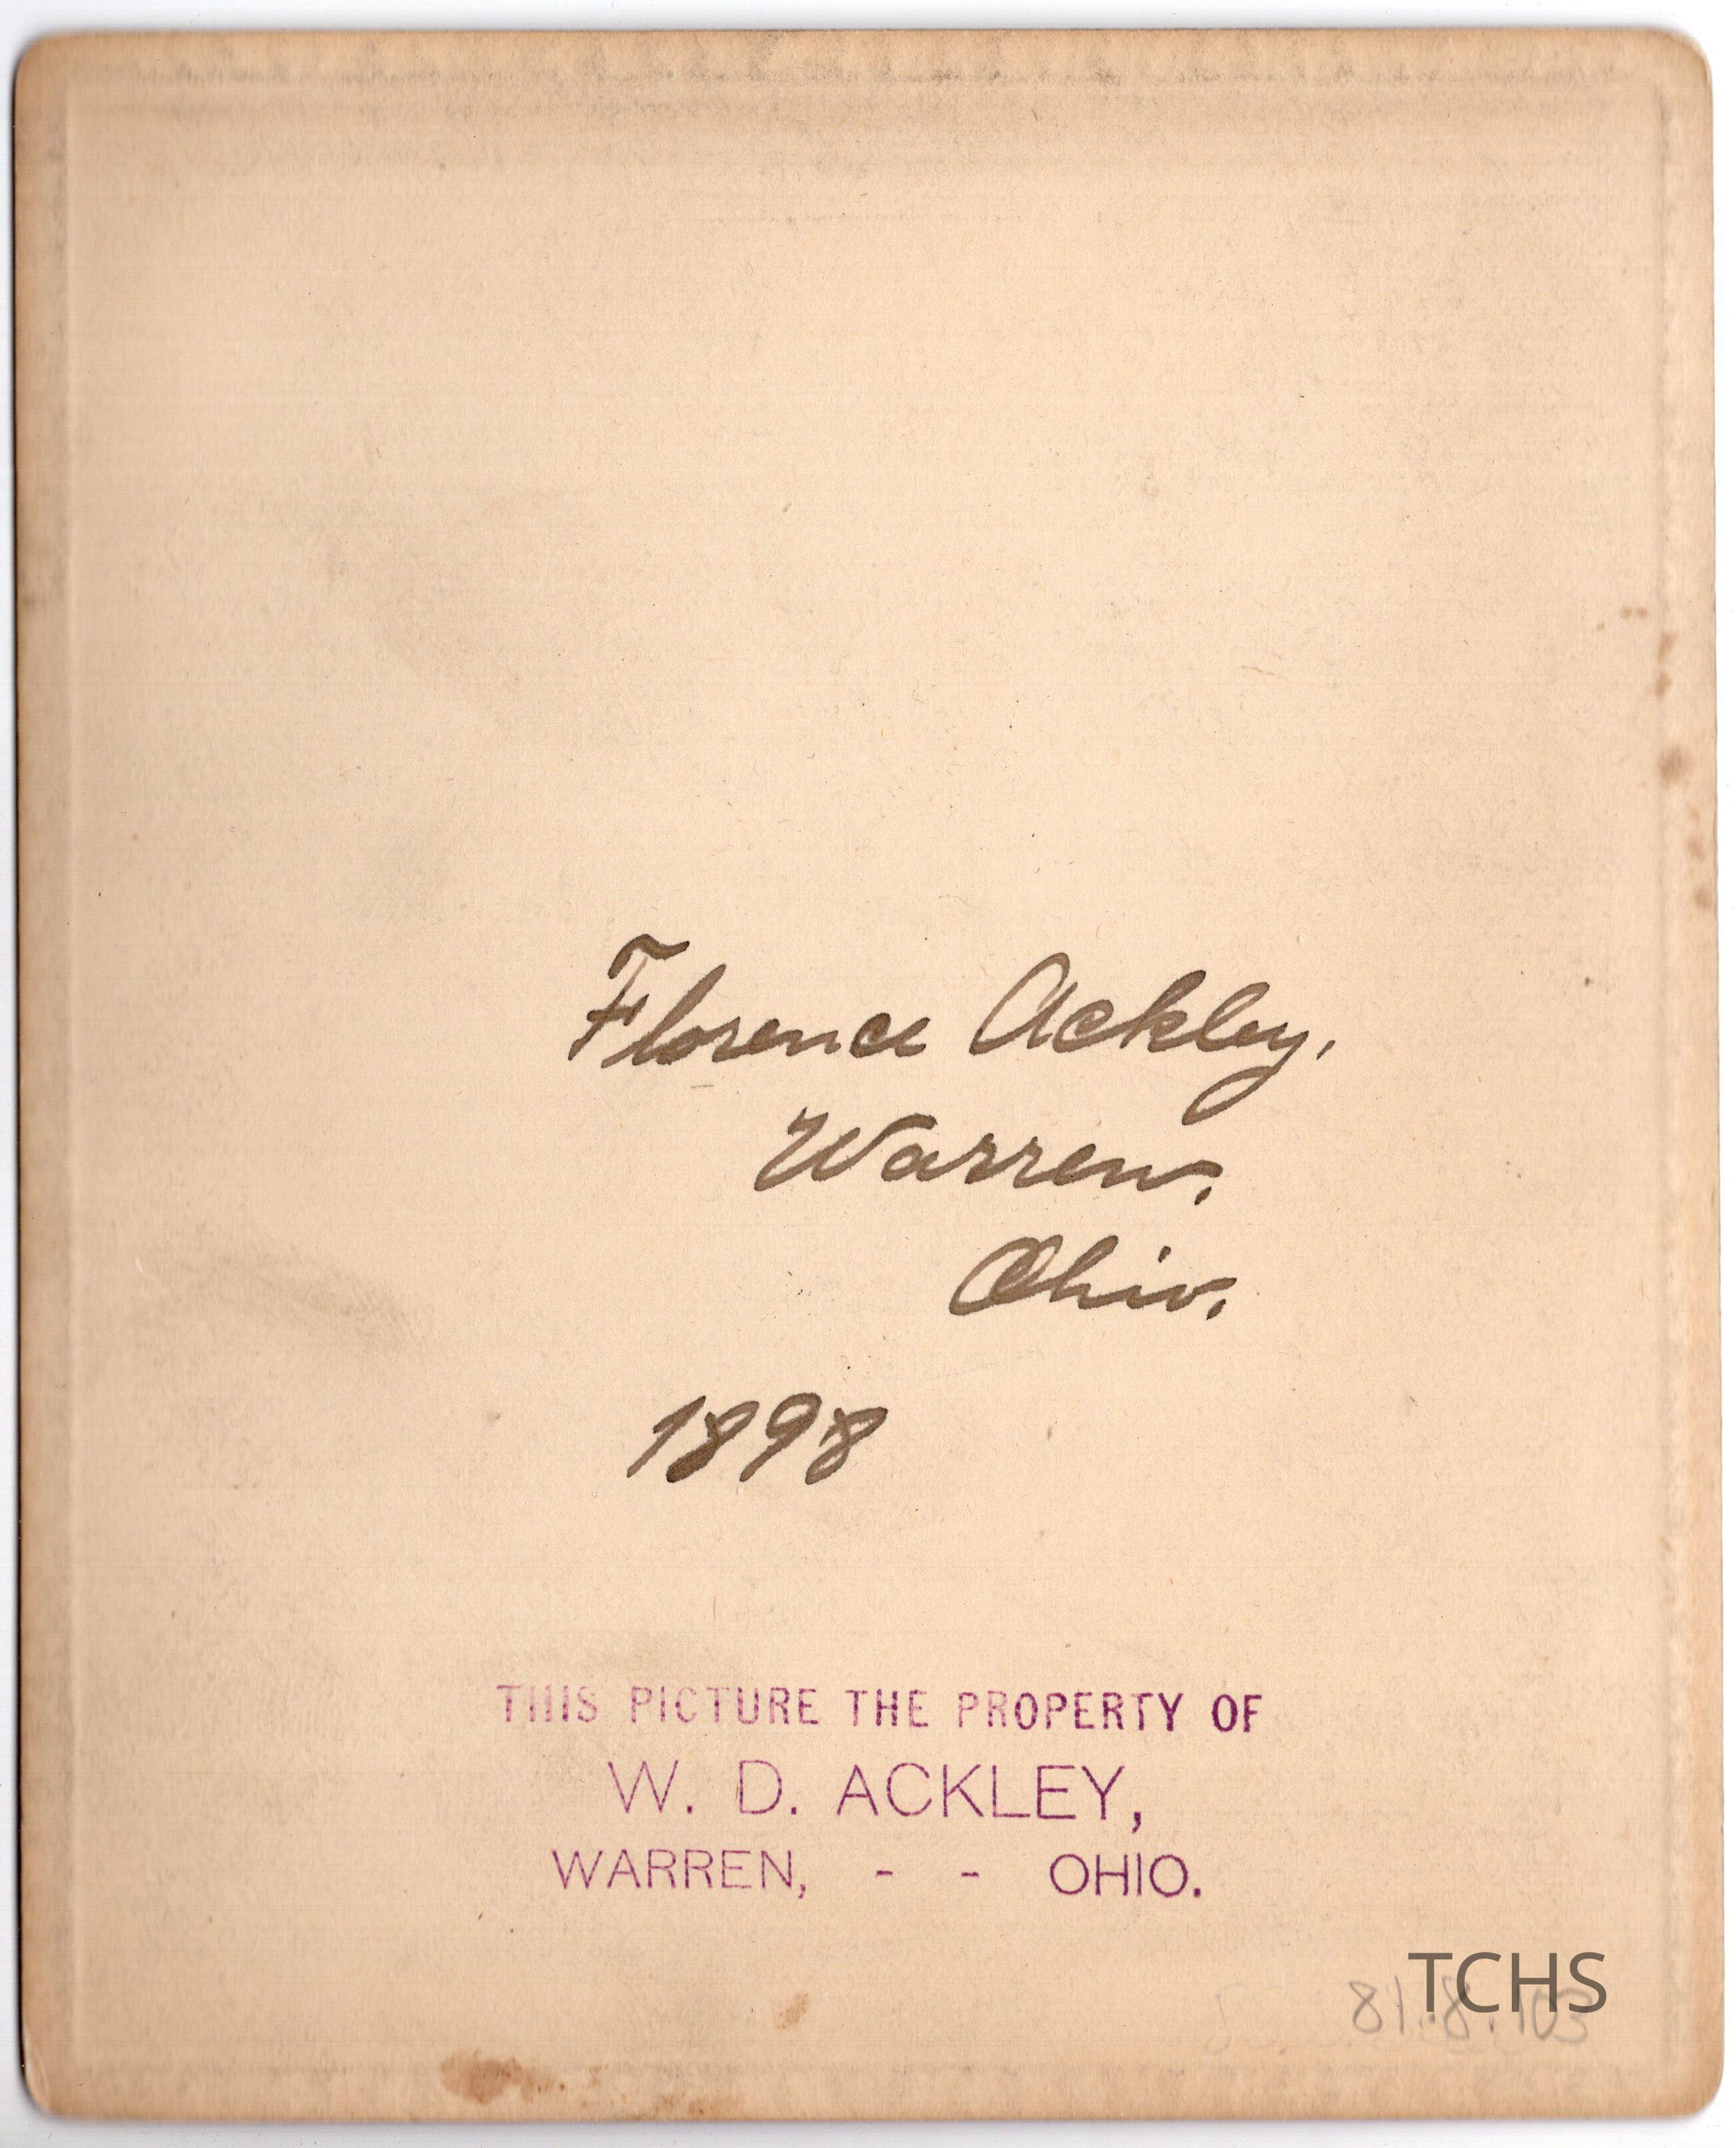 Florence Ackley.
Warren.
Ohio.
1898
THIS PICTURE THE PROPERTY OF
W. D. ACKLEY,
WARREN, - - OHIO.
TCHS
81.8.103